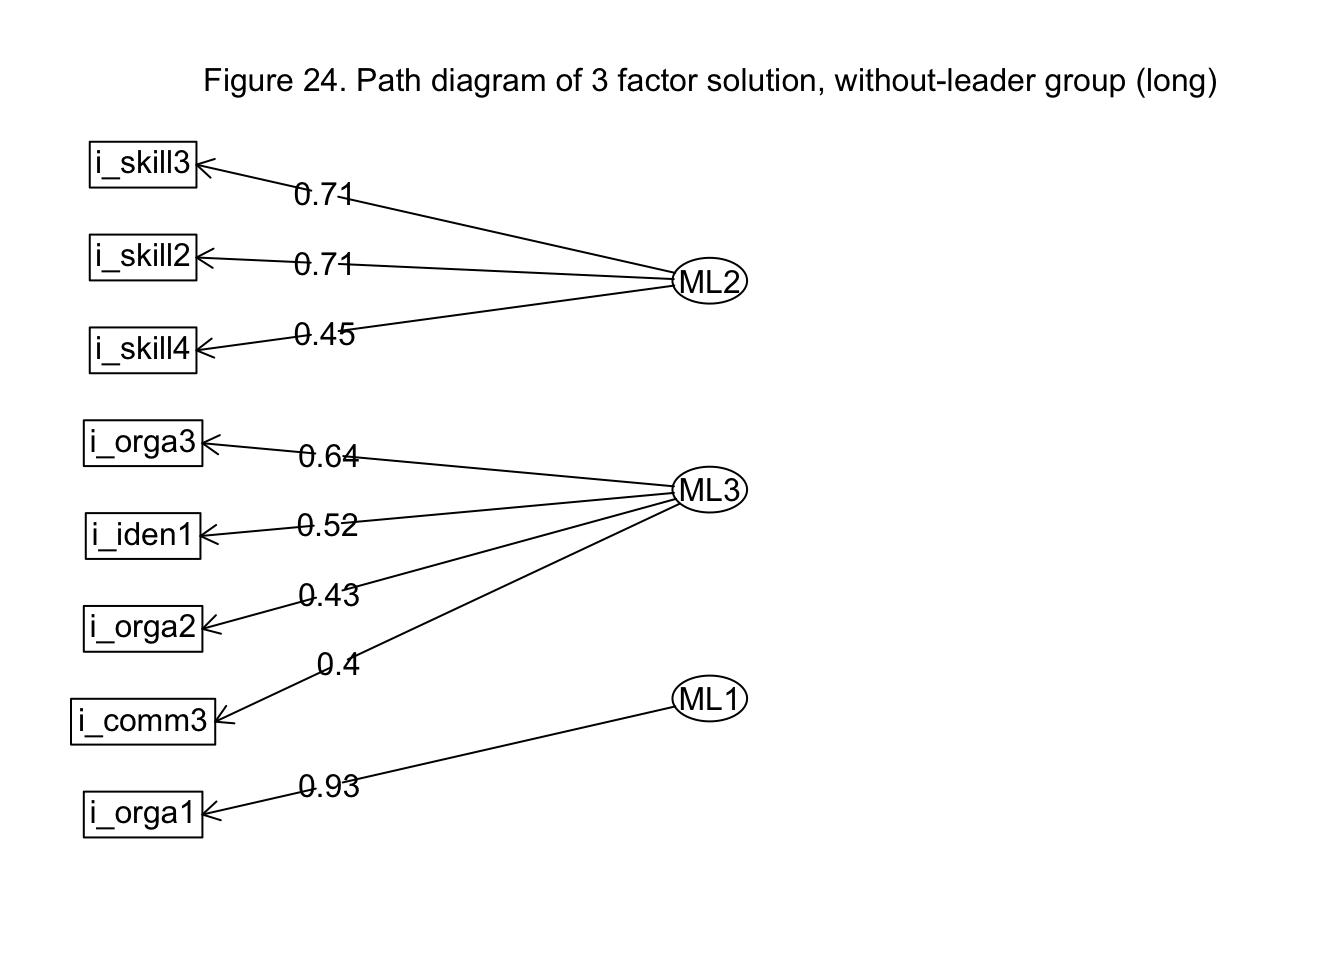 Figure 24. Path diagram of 3 factor solution, without-leader group (long)
i_skill3
0.71
i_skill2
0.71
ML2
i_skill4
0.45
i_orga3
0.64
ML3
i_iden1
0.52
i_orga2
0.43
i_comm3
0.4
ML1
i_orga1
0.93